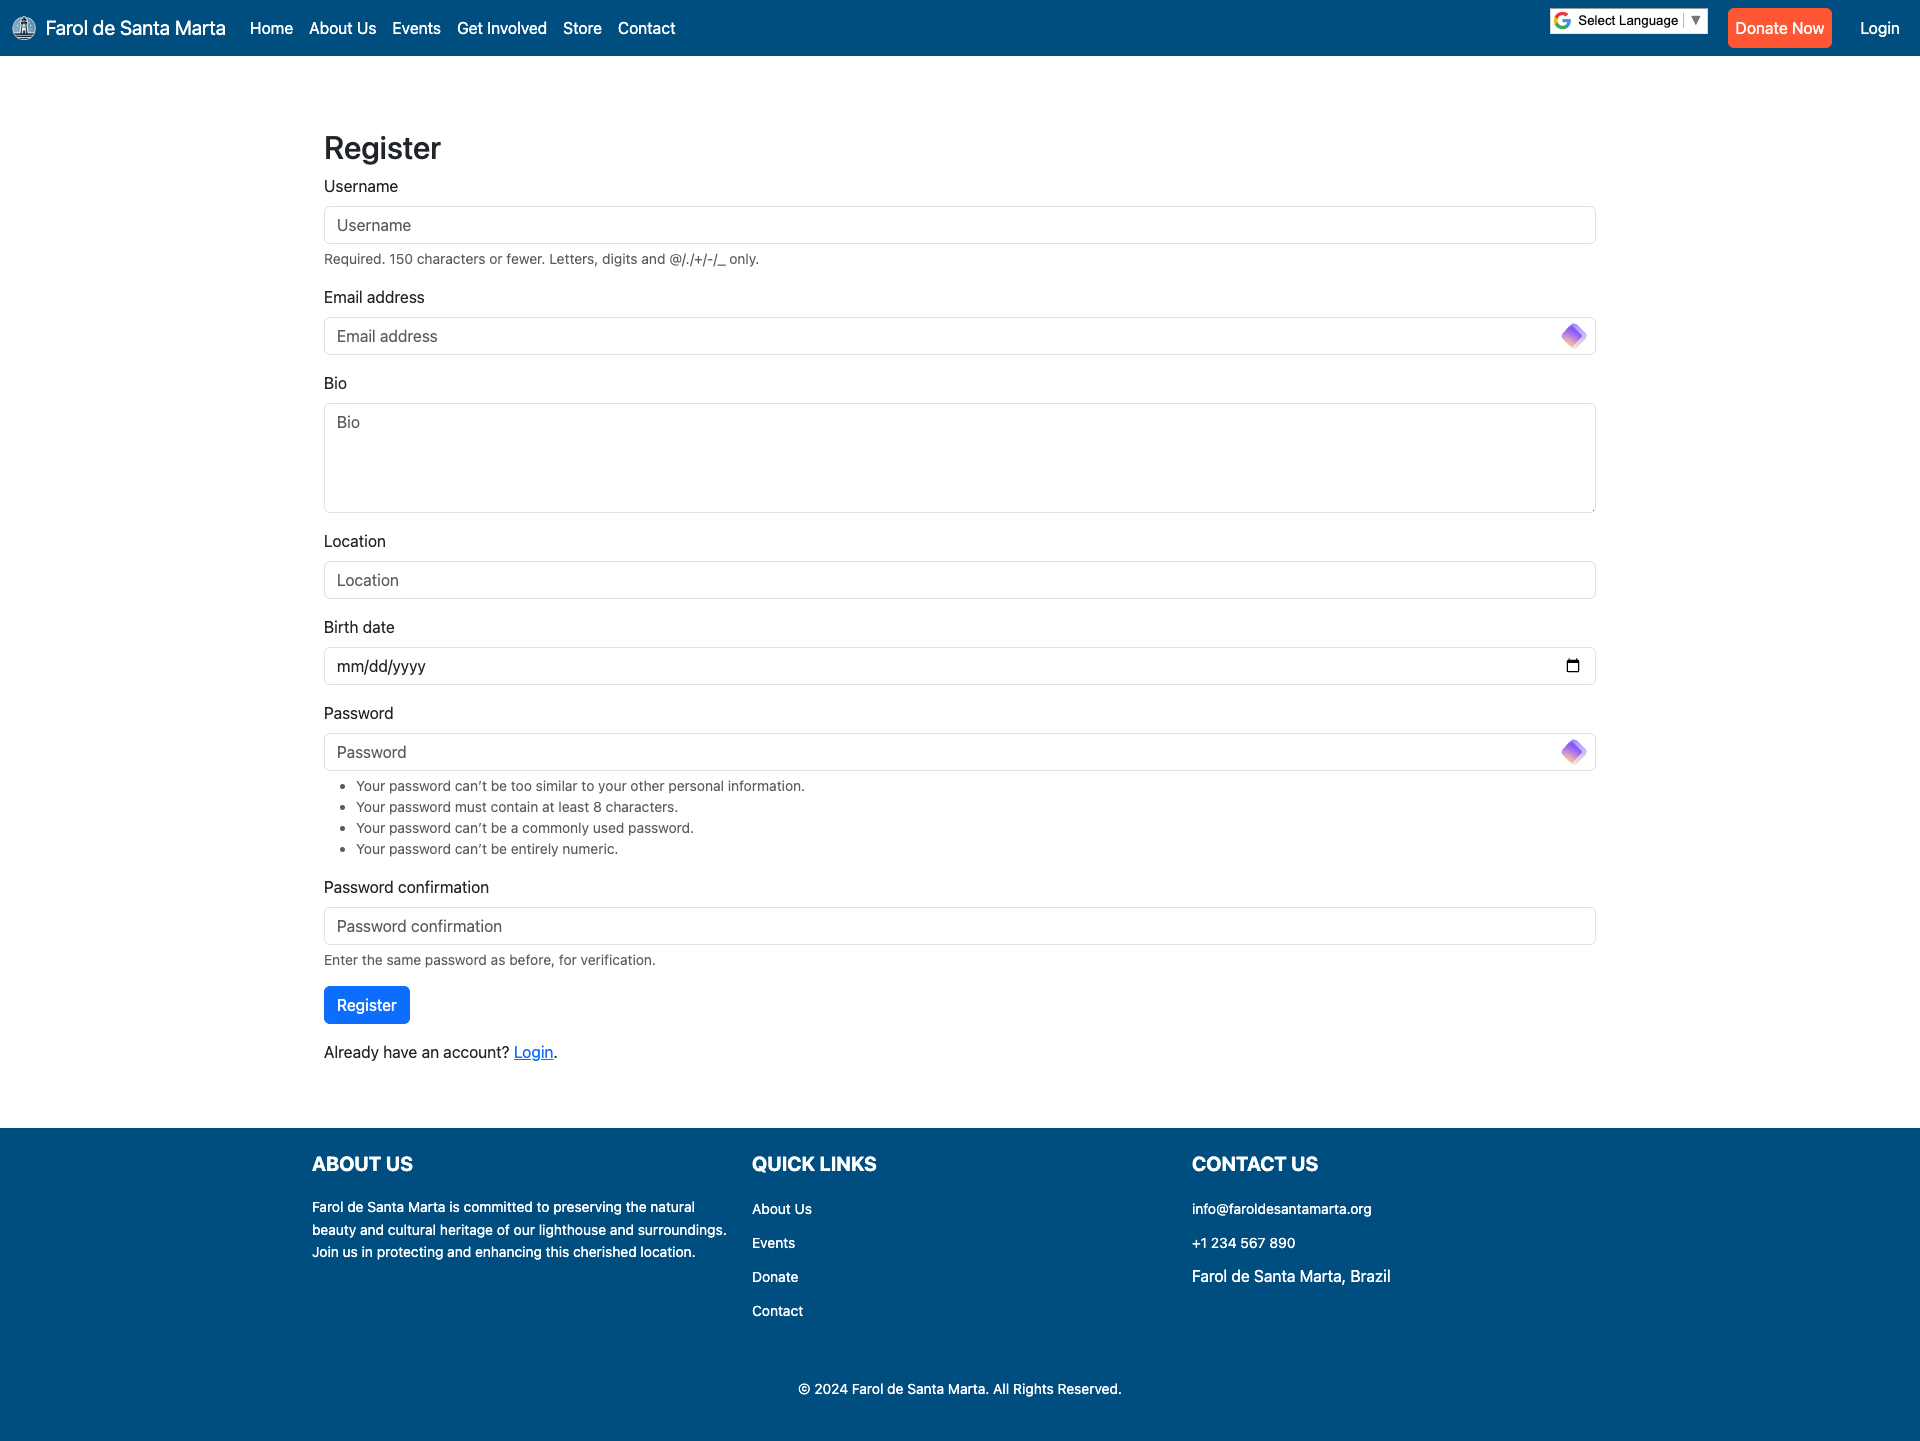 Farol de Santa Marta Home About Us Events Get Involved Store Contact Select Language ▼ Donate Now Login
Register
Username
Username
Required. 150 characters or fewer. Letters, digits and @/./+/-/_ only.
Email address
Email address
Bio
Bio
Location
Location
Birth date
mm/dd/yyyy
Password
Password
• Your password can’t be too similar to your other personal information.
• Your password must contain at least 8 characters.
• Your password can’t be a commonly used password.
• Your password can’t be entirely numeric.
Password confirmation
Password confirmation
Enter the same password as before, for verification.
Register
Already have an account? Login.
ABOUT US
Farol de Santa Marta is committed to preserving the natural
beauty and cultural heritage of our lighthouse and surroundings.
Join us in protecting and enhancing this cherished location.
QUICK LINKS
About Us
Events
Donate
Contact
CONTACT US
info@faroldesantamarta.org
+1 234 567 890
Farol de Santa Marta, Brazil
© 2024 Farol de Santa Marta. All Rights Reserved.